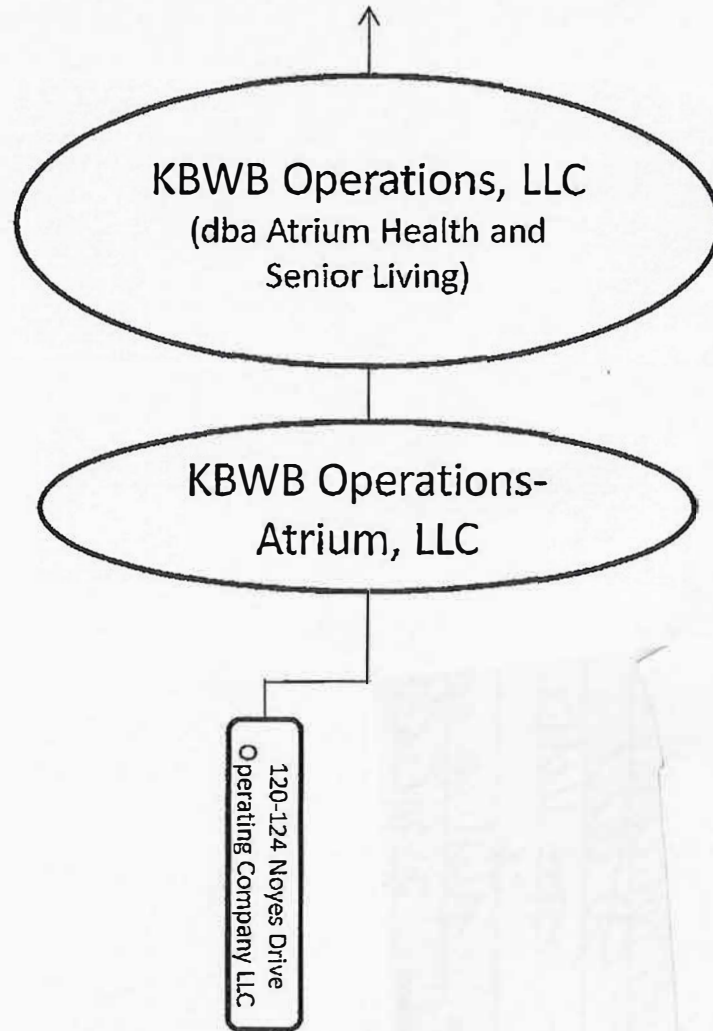 KBWB Operations, LLC
(dba Atrium Health and
Senior Living)
KBWB Operations-
Atrium, LLC
120-124 Noyes Drive
Operating Company LLC